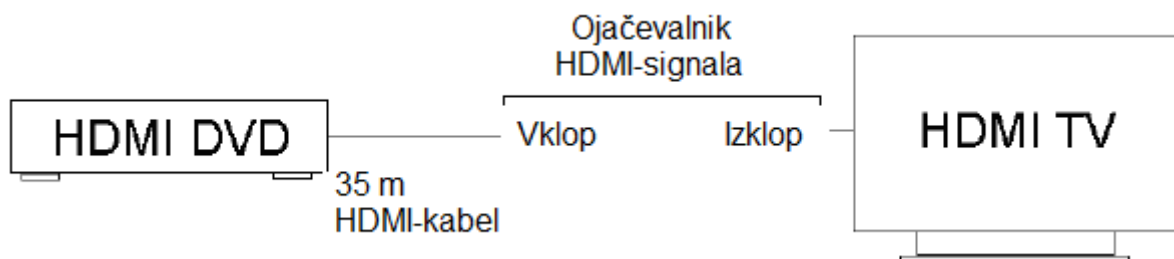 Ojačevalnik
HDMI-signala
HDMI DVD
Vklop
Izklop
HDMI TV
35 m
HDMI-kabel